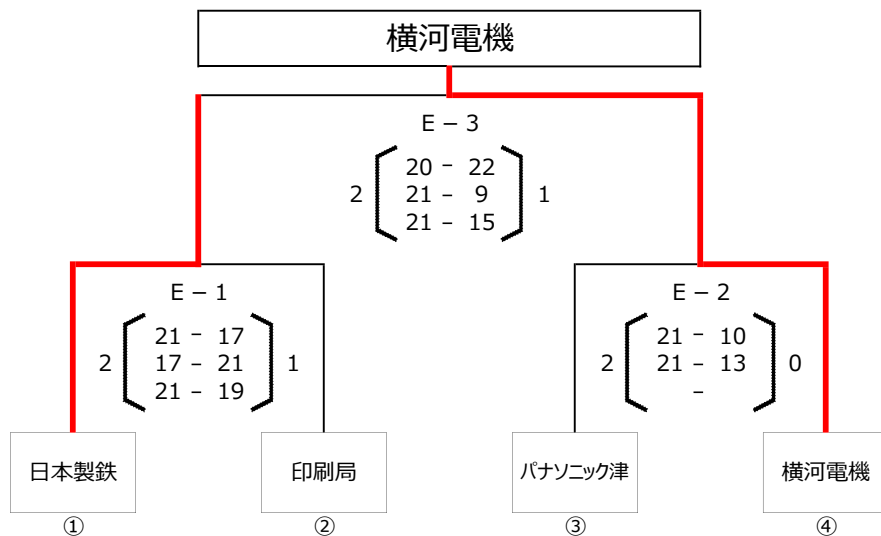 横河電機
E – 3
2 20 – 22 1
21 – 9
21 – 15
E – 1
2 21 – 17 1
17 – 21
21 – 19
E – 2
2 21 – 10 0
21 – 13
–
日本製鉄
印刷局
パナソニック津
横河電機
①
②
③
④